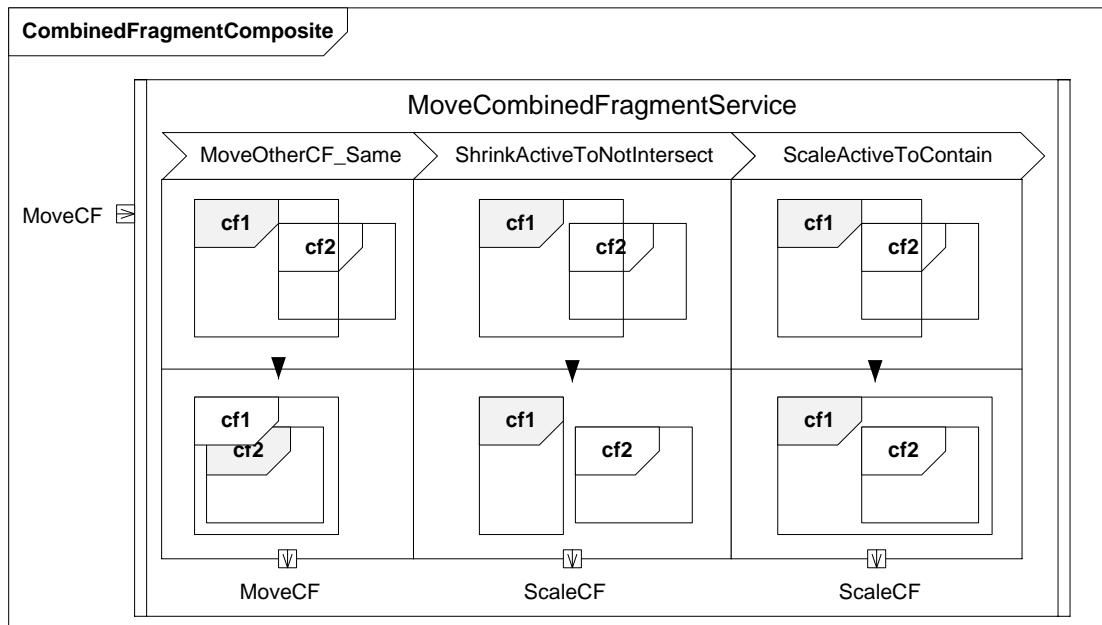 CombinedFragmentComposite
MoveCombinedFragmentService
MoveOtherCF_Same ShrinkActiveToNotIntersect ScaleActiveToContain
MoveCF
cf1 cf1 cf1
cf2 cf2 cf2
cf1 cf1 cf1
cf2 cf2 cf2
MoveCF ScaleCF ScaleCF